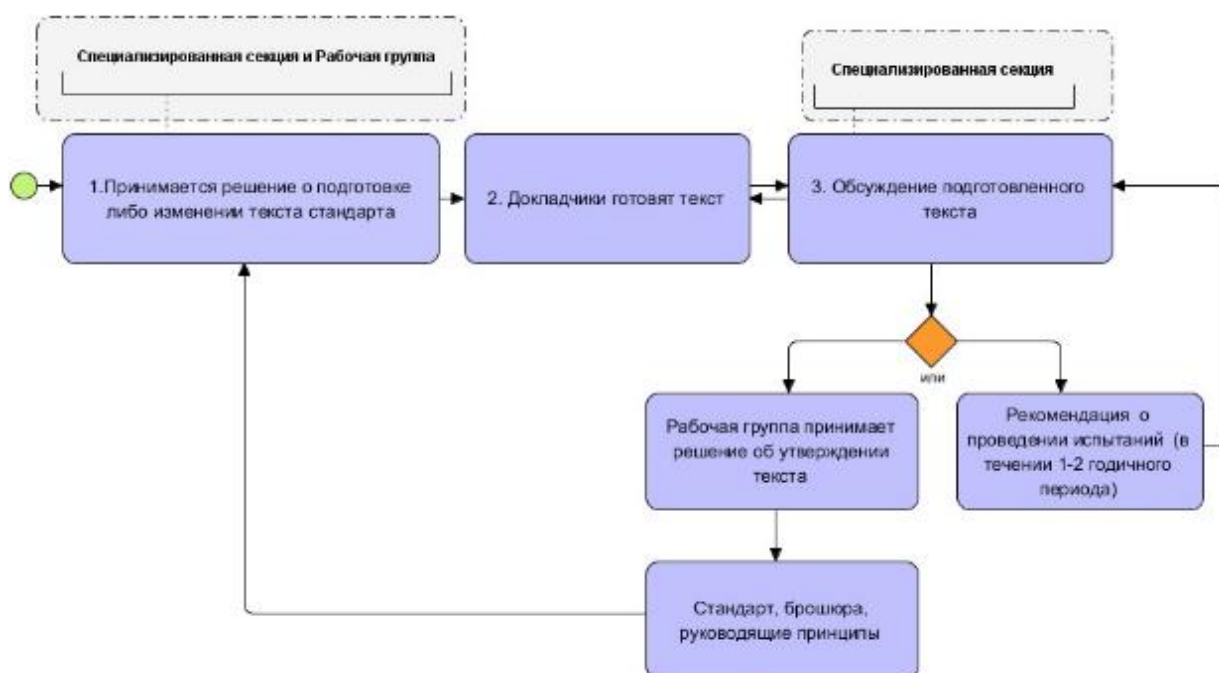 Специализированная секция и Рабочая группа
Специализированная секция
1.Принимается решение о подготовке
либо изменении текста стандарта
2. Докладчики готовят текст
3. Обсуждение подготовленного
текста
или
Рабочая группа принимает
решение об утверждении
текста
Рекомендация о
проведении испытаний (в
течении 1-2 годичного
периода)
Стандарт, брошюра,
руководящие принципы